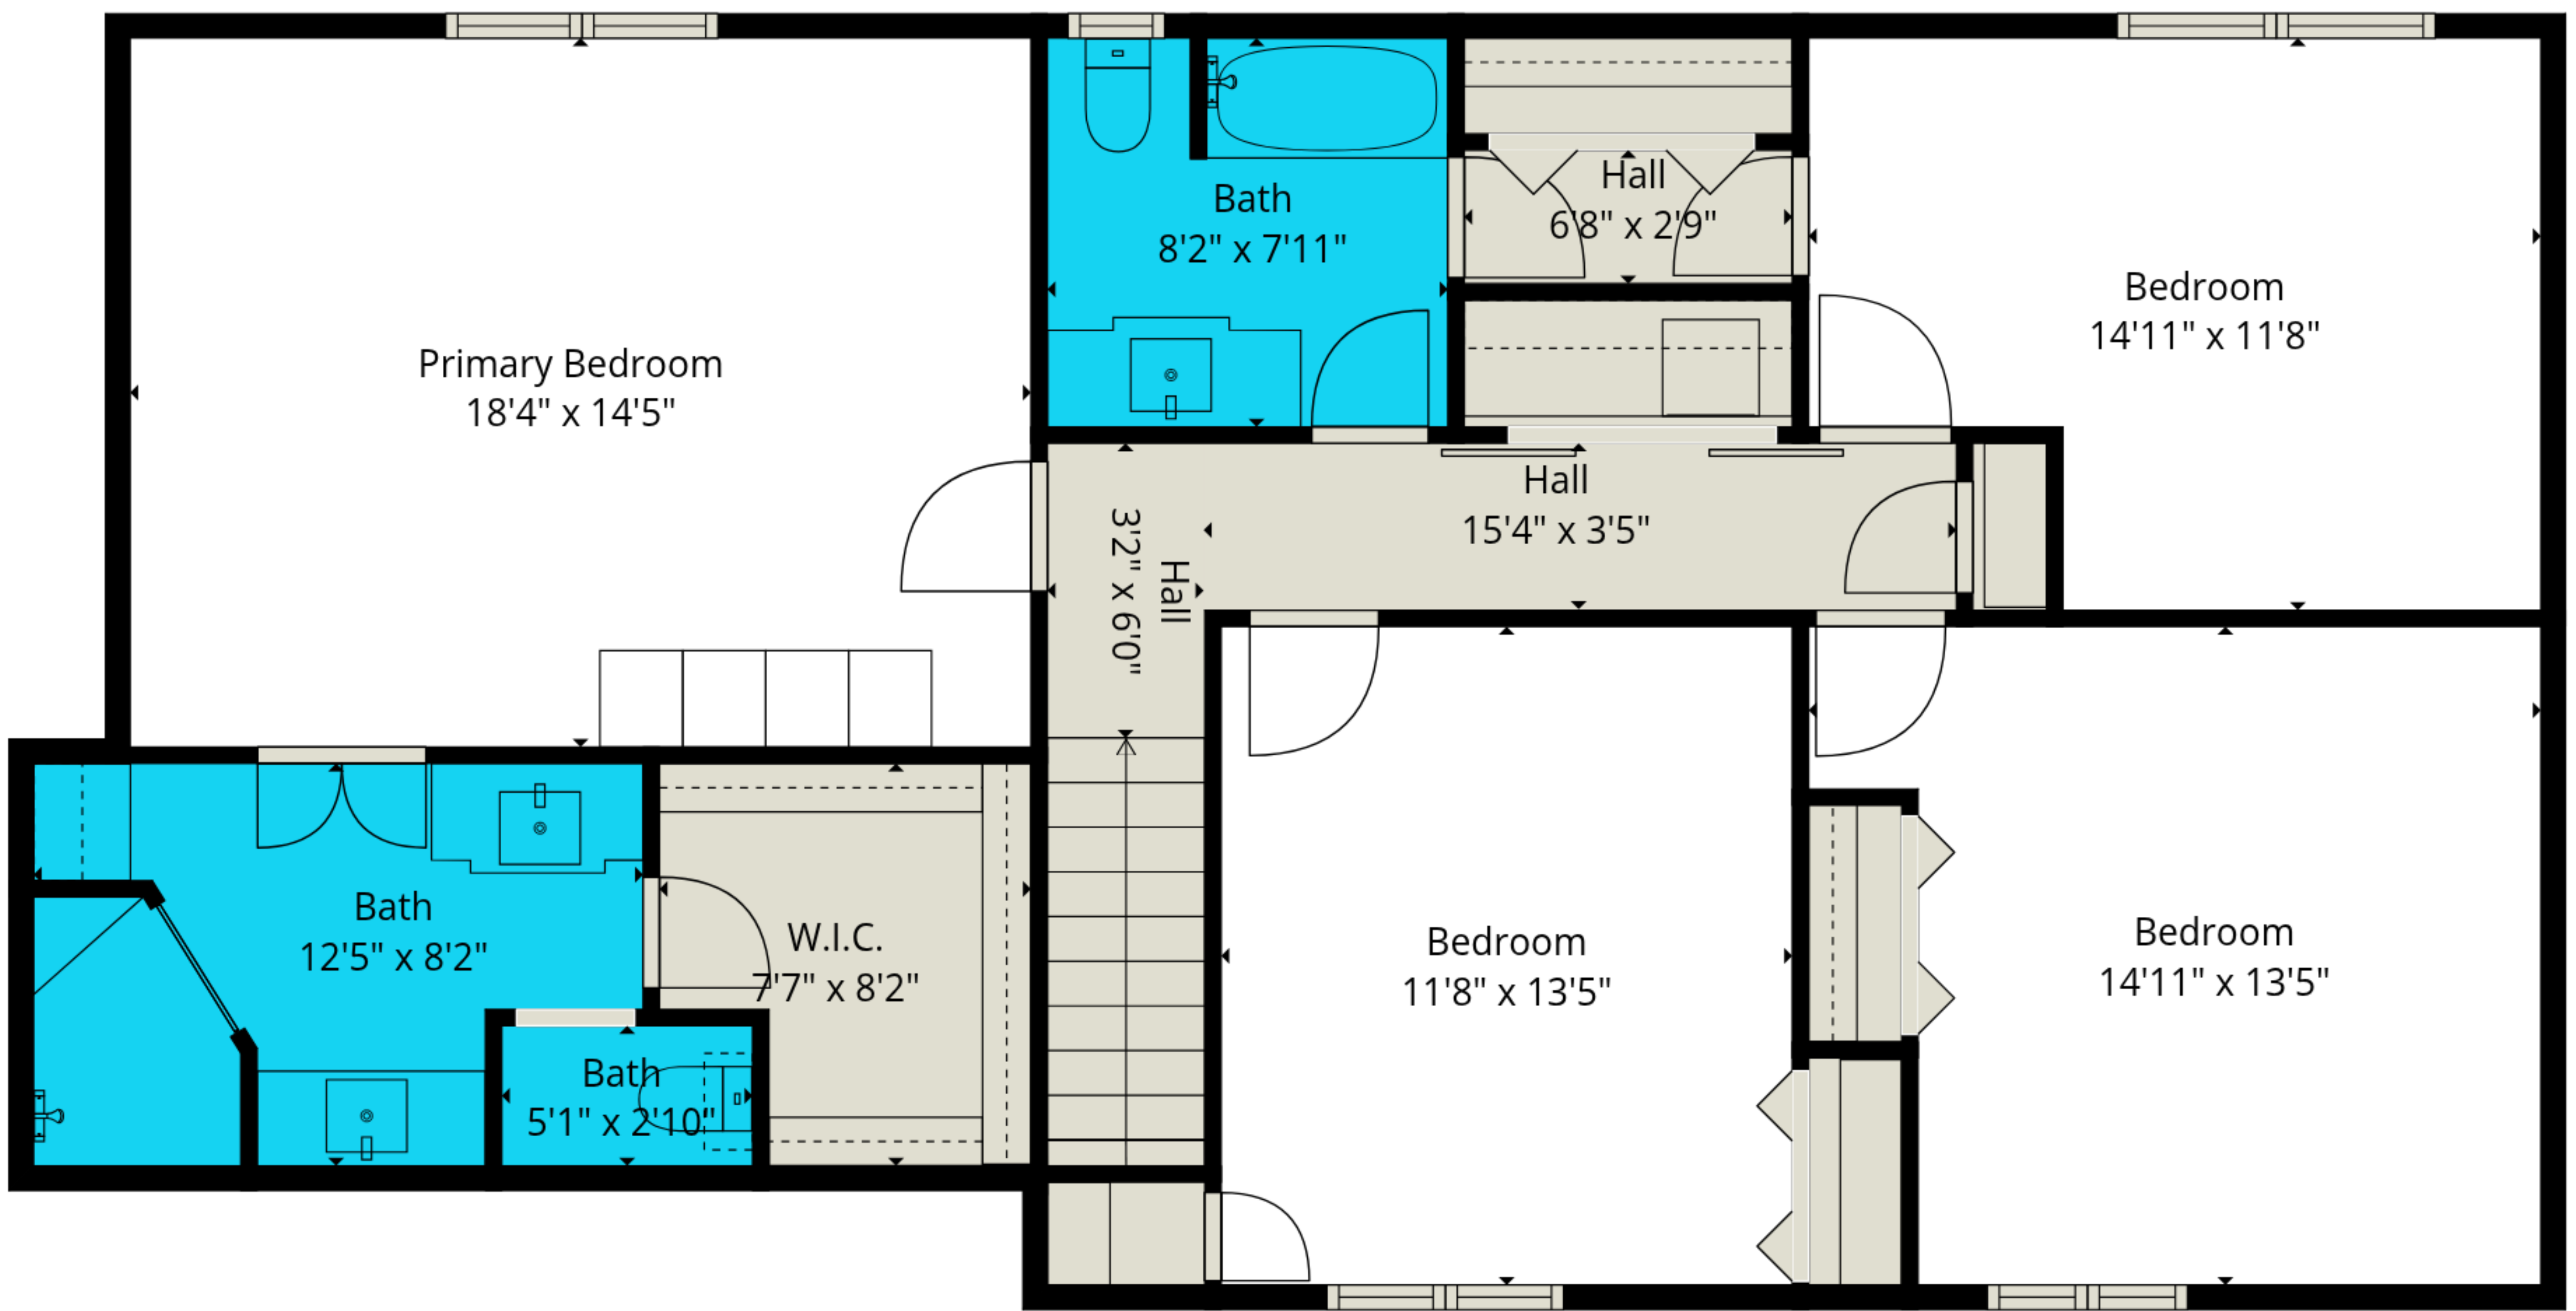 Bath
8'2" x 7'11"
Hall
6'8" x 2'9"
Bedroom
14'11" x 11'8"
Primary Bedroom
18'4" x 14'5"
Hall
15'4" x 3'5"
Hall
3'2" x 6'0"
Bath
12'5" x 8'2"
W.I.C.
7'7" x 8'2"
Bedroom
11'8" x 13'5"
Bedroom
14'11" x 13'5"
Bath
5'1" x 2'10"